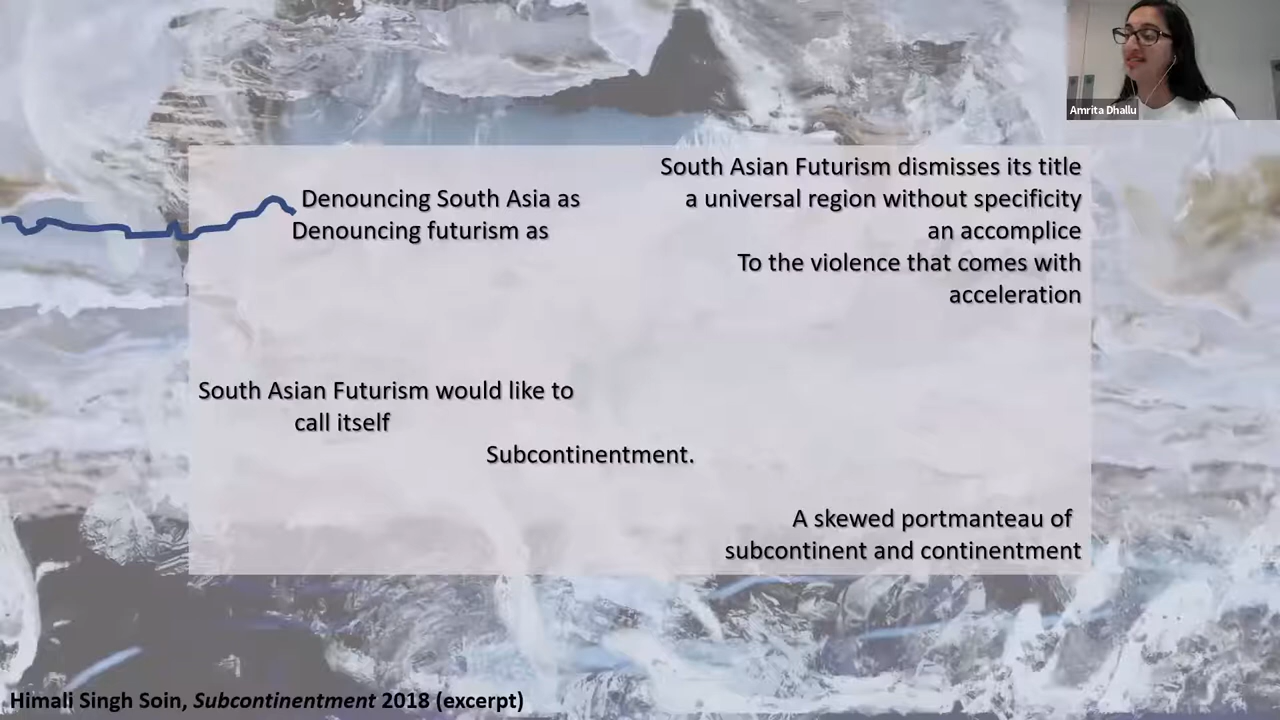 Amrita Dhallu
South Asian Futurism dismisses its title
Denouncing South Asia as
a universal region without specificity
Denouncing futurism as
an accomplice
To the violence that comes with
acceleration
South Asian Futurism would like to
call itself
Subcontinentment.
A skewed portmanteau of
subcontinent and continentment
Himali Singh Soin, Subcontinentment 2018 (excerpt)